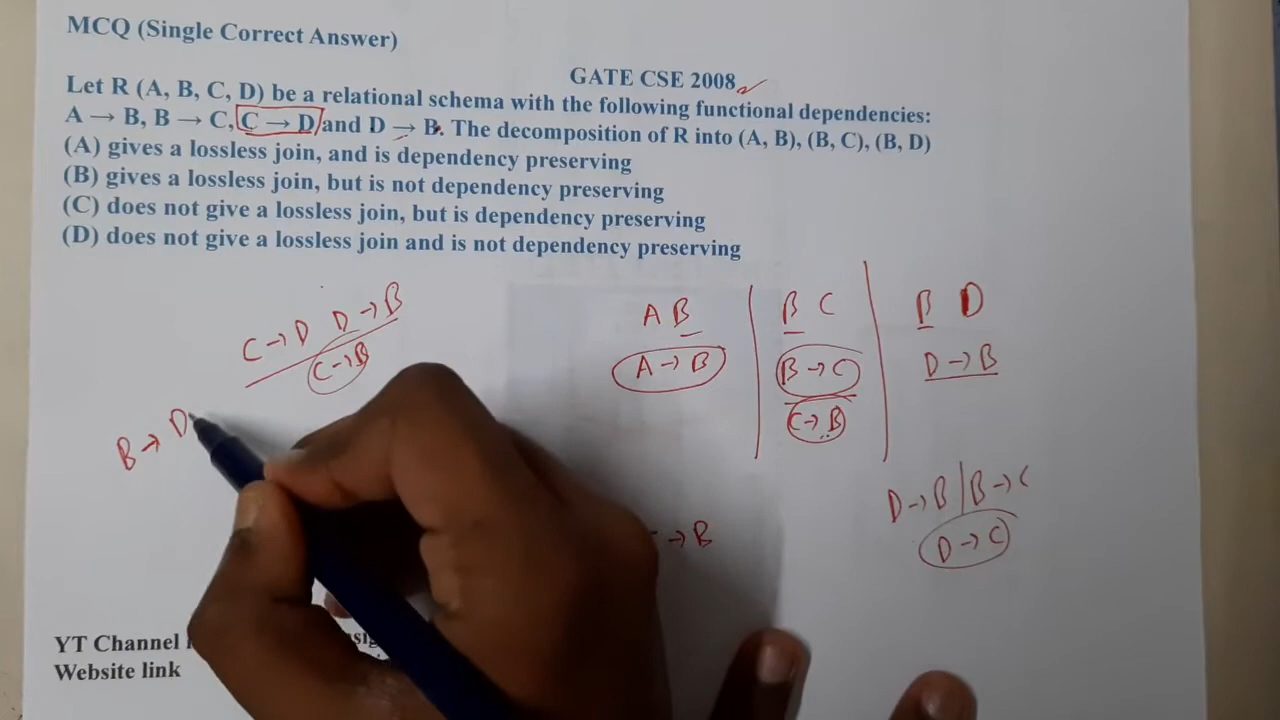 MCQ (Single Correct Answer)
GATE CSE 2008
Let R (A, B, C, D) be a relational schema with the following functional dependencies:
A → B, B → C, C → D and D → B. The decomposition of R into (A, B), (B, C), (B, D)
(A) gives a lossless join, and is dependency preserving
(B) gives a lossless join, but is not dependency preserving
(C) does not give a lossless join, but is dependency preserving
(D) does not give a lossless join and is not dependency preserving
C → D D → B
C → B
B → D
A B
A → B
B C
B → C
C → B
B D
D → B
D → B | B → C
D → C
→ B
YT Channel
Website link